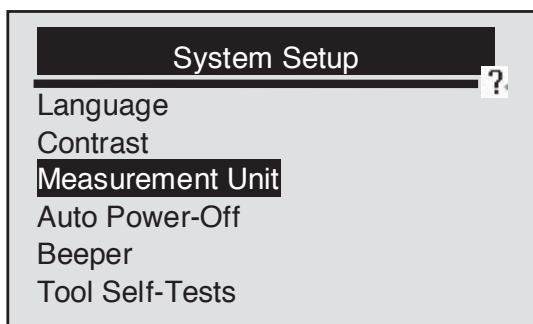 System Setup
?
Language
Contrast
Measurement Unit
Auto Power-Off
Beeper
Tool Self-Tests